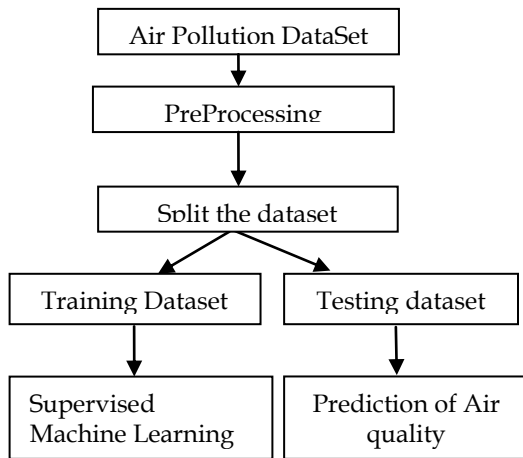 Air Pollution DataSet
PreProcessing
Split the dataset
Training Dataset
Testing dataset
Supervised
Machine Learning
Prediction of Air
quality